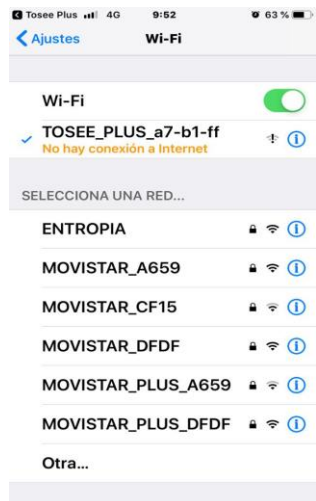 Tosee Plus 4G 9:52 63 %
Ajustes Wi-Fi
Wi-Fi
TOSEE_PLUS_a7-b1-ff
No hay conexión a Internet
SELECCIONA UNA RED...
ENTROPIA
MOVISTAR_A659
MOVISTAR_CF15
MOVISTAR_DFDF
MOVISTAR_PLUS_A659
MOVISTAR_PLUS_DFDF
Otra...